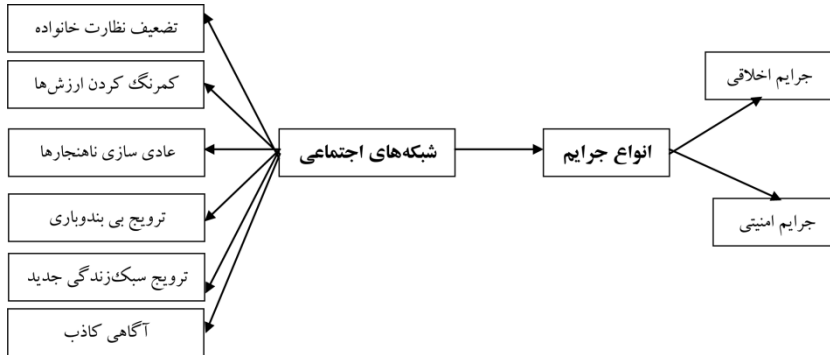 تضعیف نظارت خانواده
کمرنگ کردن ارزش‌ها
عادی سازی ناهنجارها
ترویج بی بندوباری
ترویج سبک‌زندگی جدید
آگاهی کاذب
شبکه‌های اجتماعی
انواع جرایم
جرایم اخلاقی
جرایم امنیتی